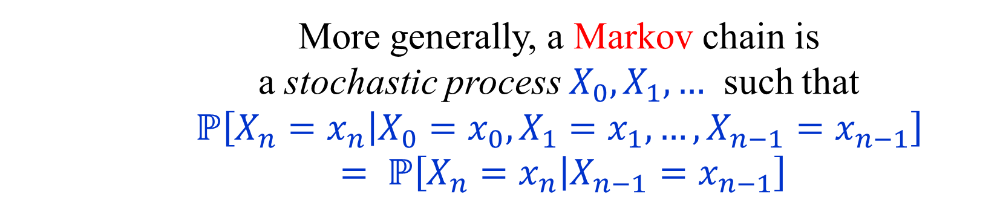 More generally, a Markov chain is
a stochastic process X₀, X₁, … such that
ℙ[Xₙ = xₙ|X₀ = x₀, X₁ = x₁, … , Xₙ₋₁ = xₙ₋₁]
= ℙ[Xₙ = xₙ|Xₙ₋₁ = xₙ₋₁]